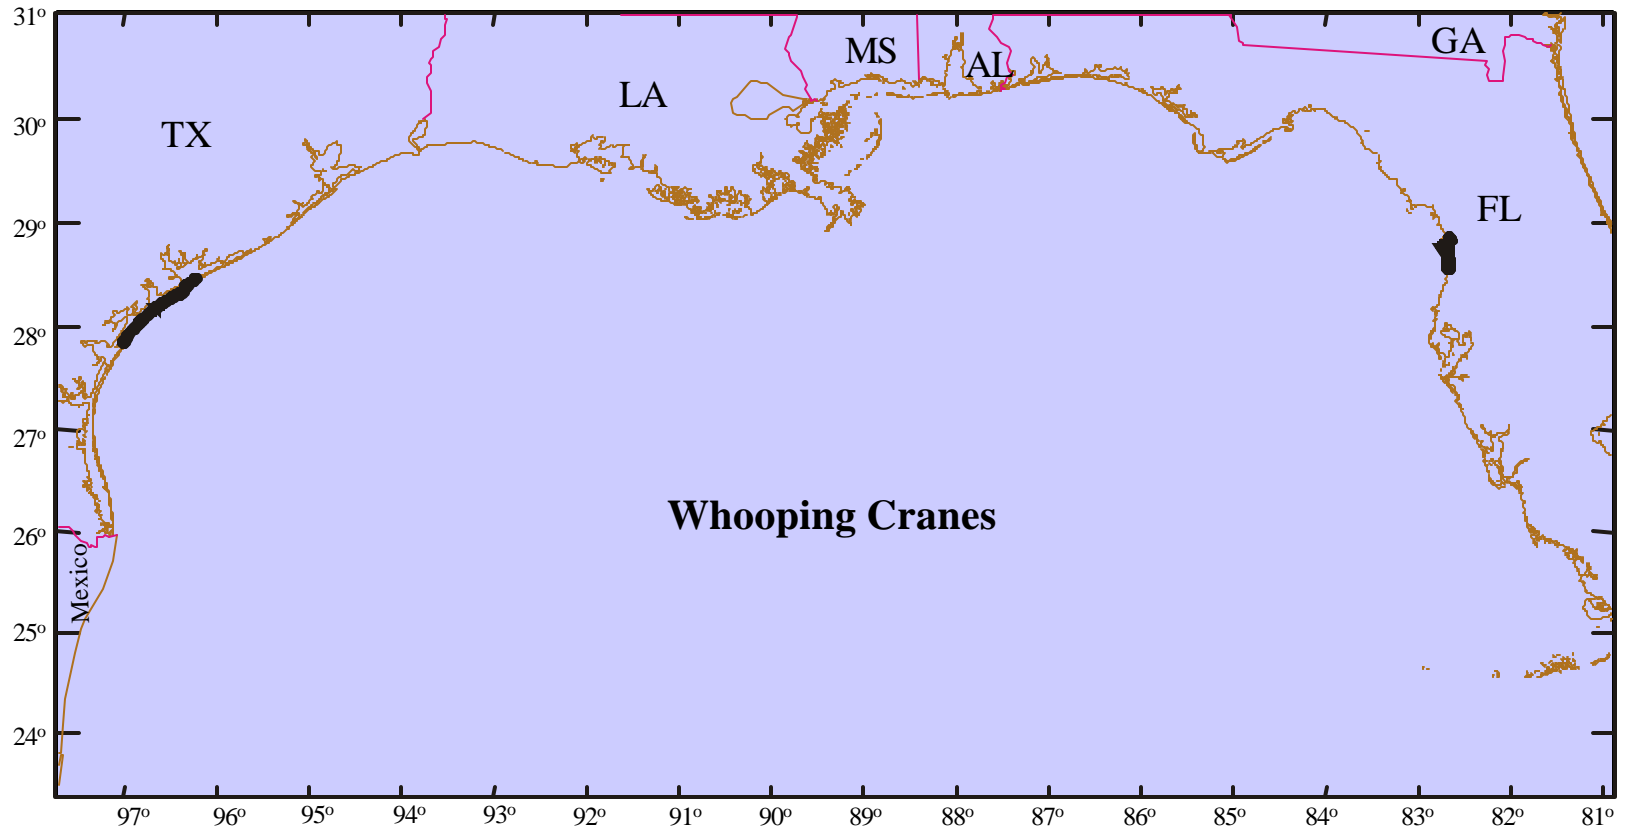 31º
GA
MS
AL
LA
30º
TX
29º
FL
28º
27º
Whooping Cranes
26º
Mexico
25º
24º
97º 96º 95º 94º 93º 92º 91º 90º 89º 88º 87º 86º 85º 84º 83º 82º 81º